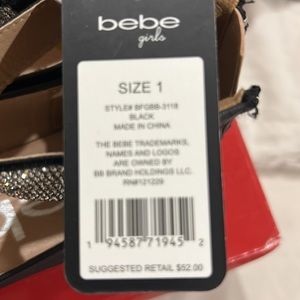 bebe
girls
SIZE 1
STYLE# BFGBB-3118
BLACK
MADE IN CHINA
THE BEBE TRADEMARKS,
NAMES AND LOGOS
ARE OWNED BY
BB BRAND HOLDINGS LLC.
RN#121229
1 94587 71945 2
SUGGESTED RETAIL $52.00